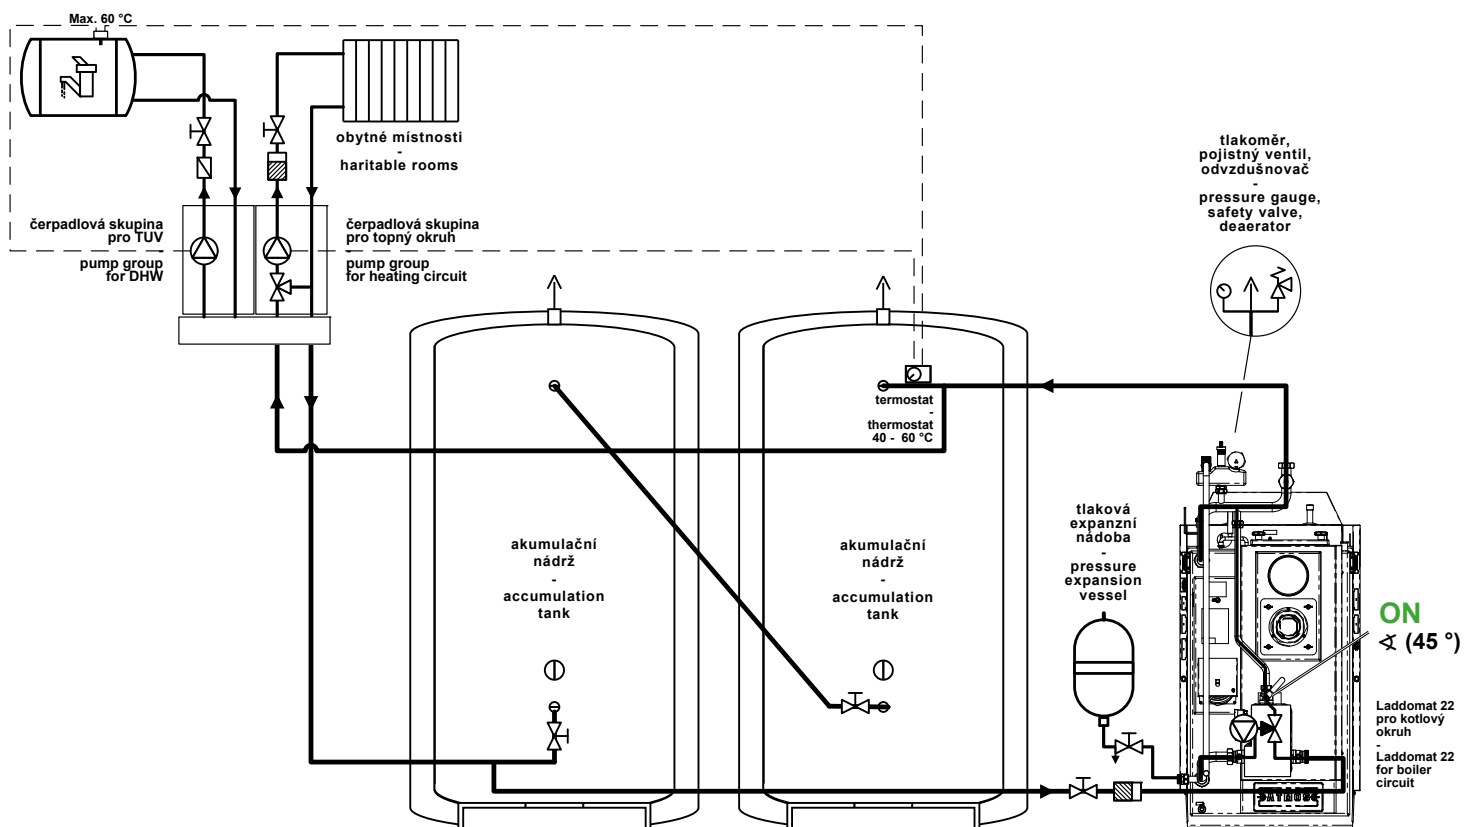 Max. 60 °C
obytné místnosti
-
haritable rooms
čerpadlová skupina
pro TUV
-
pump group
for DHW
čerpadlová skupina
pro topný okruh
-
pump group
for heating circuit
tlakoměr,
pojistný ventil,
odvzdušnovač
-
pressure gauge,
safety valve,
deaerator
termostat
-
thermostat
40 - 60 °C
akumulační
nádrž
-
accumulation
tank
akumulační
nádrž
-
accumulation
tank
tlaková
expanzní
nádoba
-
pressure
expansion
vessel
ON
∢ (45 °)
Laddomat 22
pro kotlový
okruh
-
Laddomat 22
for boiler
circuit